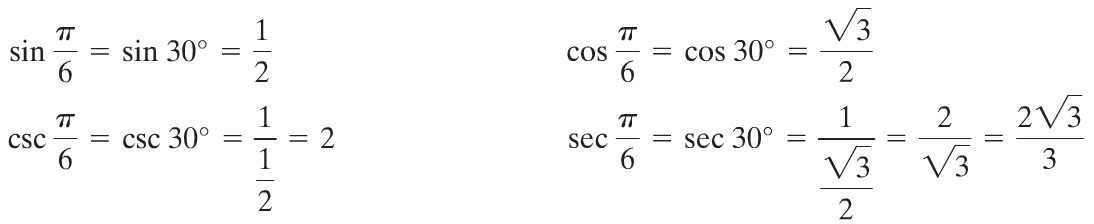 sin π/6 = sin 30° = 1/2
cos π/6 = cos 30° = √3/2
csc π/6 = csc 30° = 1/(1/2) = 2
sec π/6 = sec 30° = 1/(√3/2) = 2/√3 = 2√3/3